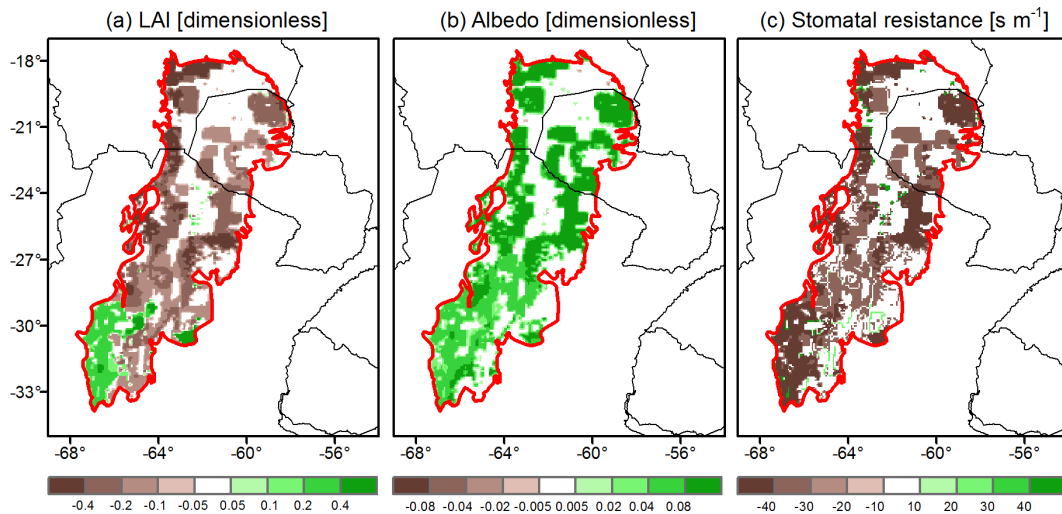 (a) LAI [dimensionless] (b) Albedo [dimensionless] (c) Stomatal resistance [s m⁻¹]
-18°
-21°
-24°
-27°
-30°
-33°
-68° -64° -60° -56° -68° -64° -60° -56° -68° -64° -60° -56°
-0.4 -0.2 -0.1 -0.05 0.05 0.1 0.2 0.4 -0.08 -0.04 -0.02 -0.005 0.005 0.02 0.04 0.08 -40 -30 -20 -10 10 20 30 40